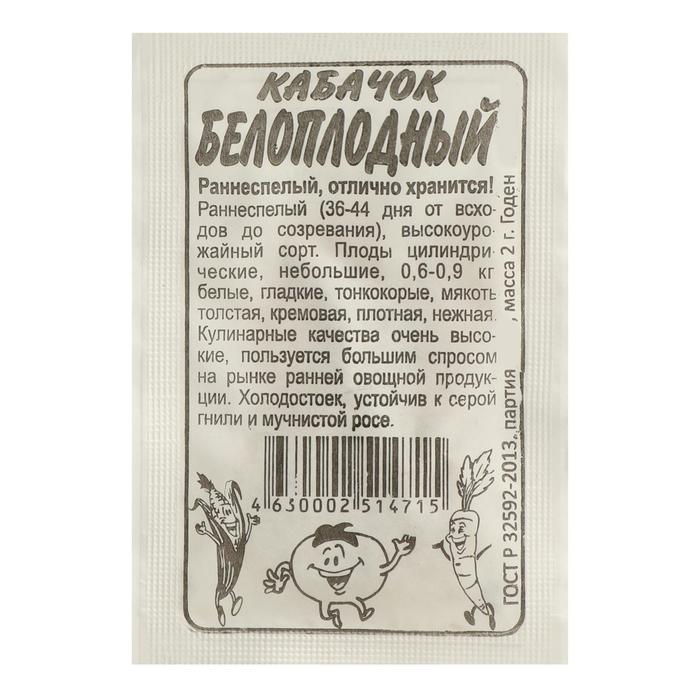 КАБАЧОК
БЕЛОПЛОДНЫЙ
Раннеспелый, отлично хранится!
Раннеспелый (36-44 дня от всхо-
дов до созревания), высокоуро-
жайный сорт. Плоды цилиндри-
ческие, небольшие, 0,6-0,9 кг
белые, гладкие, тонкокорые, мякоть
толстая, кремовая, плотная, нежная.
Кулинарные качества очень высо-
кие, пользуется большим спросом
на рынке ранней овощной продук-
ции. Холодостоек, устойчив к серой
гнили и мучнистой росе.
4 630002 514715
ГОСТ Р 32592-2013, партия , масса 2 г. Годен